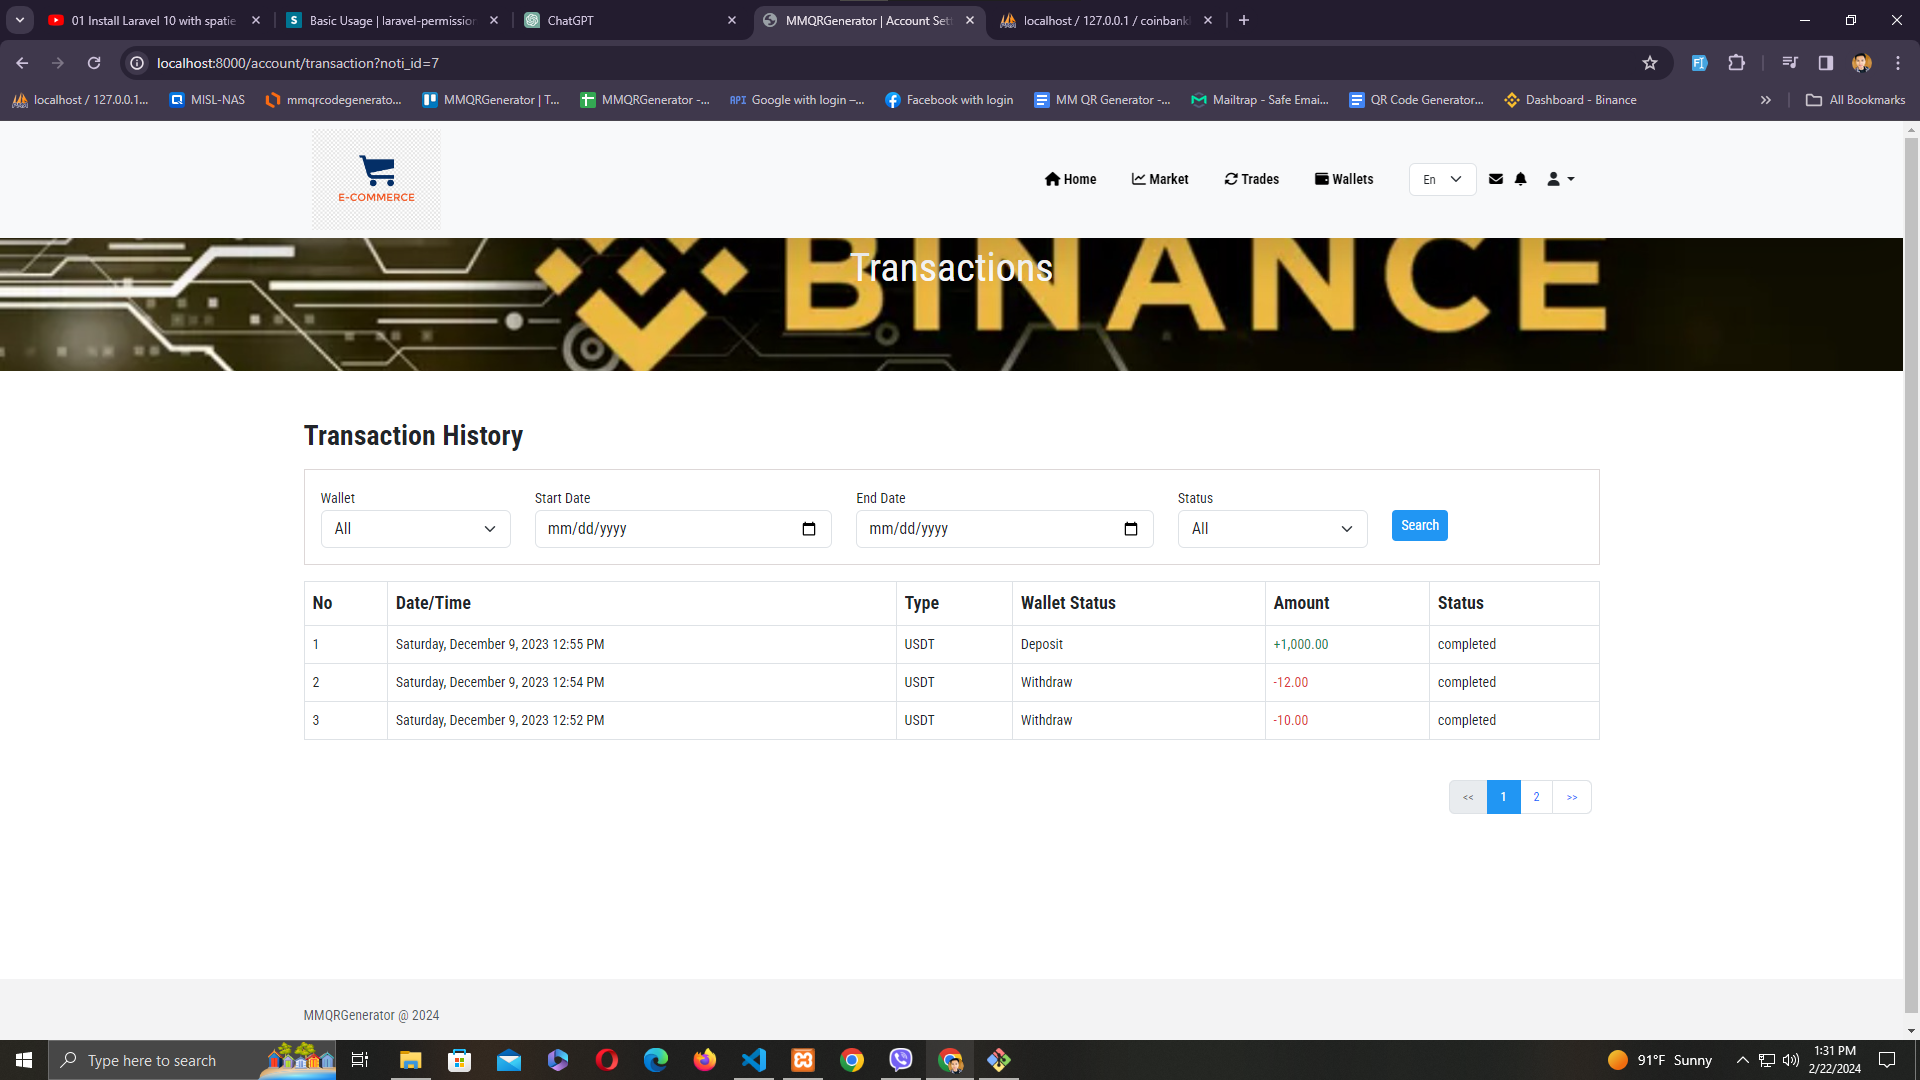 01 Install Laravel 10 with spatie
Basic Usage | laravel-permission
ChatGPT
MMQRGenerator | Account Sett
localhost / 127.0.0.1 / coinbank
localhost:8000/account/transaction?noti_id=7
localhost / 127.0.0.1...
MISL-NAS
mmqrcodegenerato...
MMQRGenerator | T...
MMQRGenerator -...
API Google with login –...
Facebook with login
MM QR Generator -...
Mailtrap - Safe Emai...
QR Code Generator...
Dashboard - Binance
All Bookmarks
E-COMMERCE
Home
Market
Trades
Wallets
En
BINANCE
Transactions
Transaction History
Wallet
Start Date
End Date
Status
All
mm/dd/yyyy
mm/dd/yyyy
All
Search
No Date/Time Type Wallet Status Amount Status
1 Saturday, December 9, 2023 12:55 PM USDT Deposit +1,000.00 completed
2 Saturday, December 9, 2023 12:54 PM USDT Withdraw -12.00 completed
3 Saturday, December 9, 2023 12:52 PM USDT Withdraw -10.00 completed
<< 1 2 >>
MMQRGenerator @ 2024
Type here to search
91°F Sunny
1:31 PM
2/22/2024